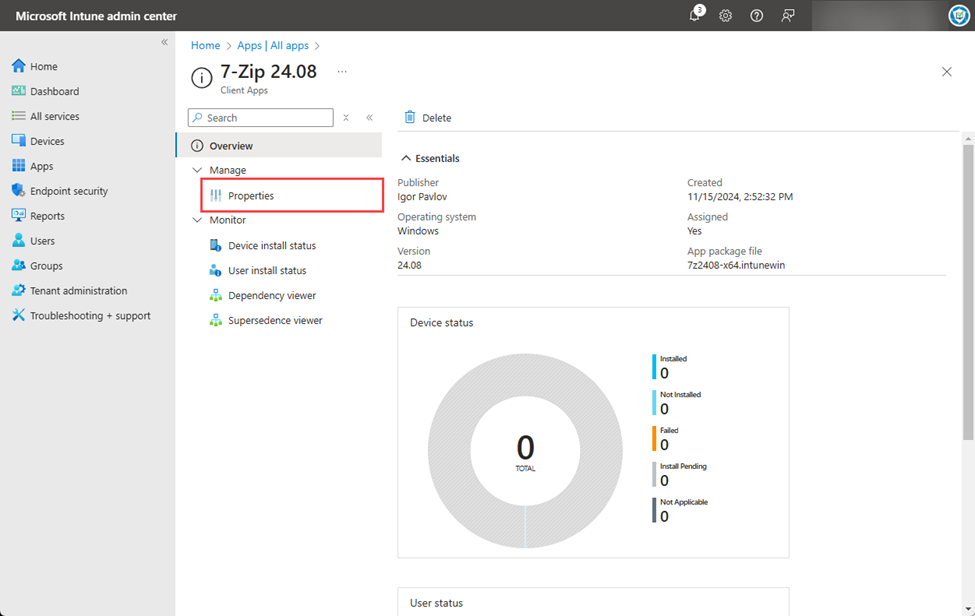 Microsoft Intune admin center
3
Home
Dashboard
All services
Devices
Apps
Endpoint security
Reports
Users
Groups
Tenant administration
Troubleshooting + support
Home > Apps | All apps >
7-Zip 24.08
Client Apps
Search
Overview
Manage
Properties
Monitor
Device install status
User install status
Dependency viewer
Supersedence viewer
Delete
Essentials
Publisher
Igor Pavlov
Operating system
Windows
Version
24.08
Created
11/15/2024, 2:52:32 PM
Assigned
Yes
App package file
7z2408-x64.intunewin
Device status
0
TOTAL
Installed
0
Not Installed
0
Failed
0
Install Pending
0
Not Applicable
0
User status